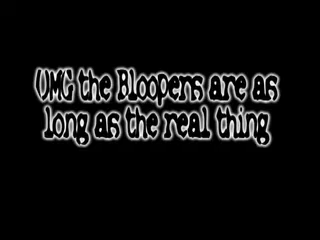 OMG the Bloopers are as
long as the real thing